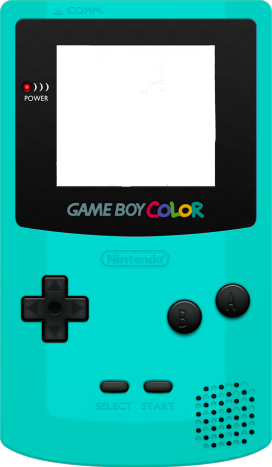 COMM.
POWER
GAME BOY COLOR
Nintendo
A
B
SELECT START